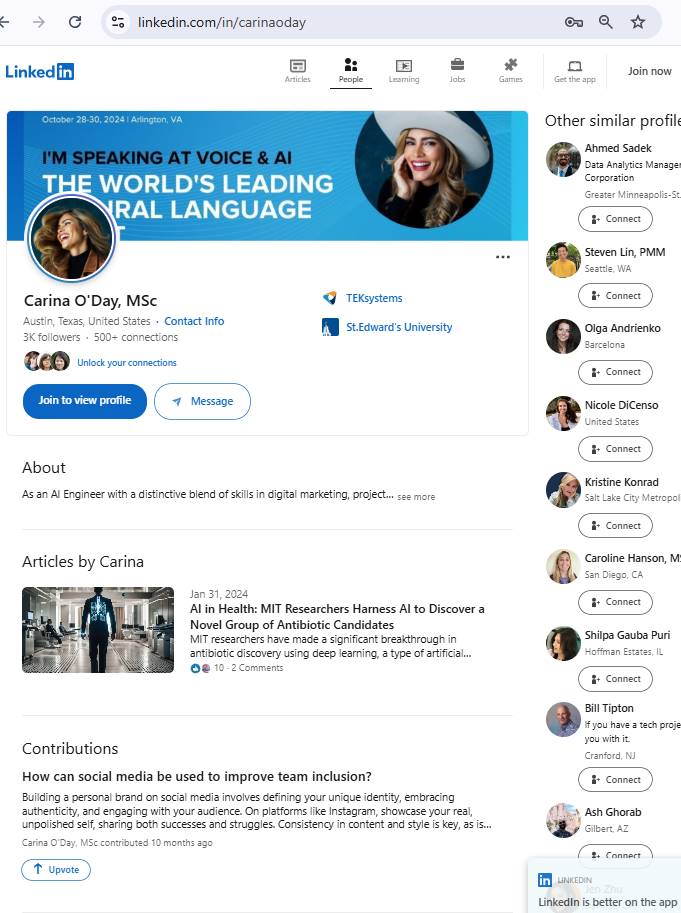 linkedin.com/in/carinaoday
Linked in
Articles
People
Learning
Jobs
Games
Get the app
Join now
October 28-30, 2024 | Arlington, VA
I'M SPEAKING AT VOICE & AI
THE WORLD'S LEADING
RAL LANGUAGE
T
Carina O'Day, MSc
Austin, Texas, United States · Contact Info
3K followers · 500+ connections
Unlock your connections
Join to view profile
Message
TEKsystems
St.Edward's University
About
As an AI Engineer with a distinctive blend of skills in digital marketing, project... see more
Articles by Carina
Jan 31, 2024
AI in Health: MIT Researchers Harness AI to Discover a
Novel Group of Antibiotic Candidates
MIT researchers have made a significant breakthrough in
antibiotic discovery using deep learning, a type of artificial...
10 · 2 Comments
Contributions
How can social media be used to improve team inclusion?
Building a personal brand on social media involves defining your unique identity, embracing
authenticity, and engaging with your audience. On platforms like Instagram, showcase your real,
unpolished self, sharing both successes and struggles. Consistency in content and style is key, as is...
Carina O'Day, MSc contributed 10 months ago
Upvote
Other similar profile
Ahmed Sadek
Data Analytics Manager
Corporation
Greater Minneapolis-St.
Connect
Steven Lin, PMM
Seattle, WA
Connect
Olga Andrienko
Barcelona
Connect
Nicole DiCenso
United States
Connect
Kristine Konrad
Salt Lake City Metropol
Connect
Caroline Hanson, MS
San Diego, CA
Connect
Shilpa Gauba Puri
Hoffman Estates, IL
Connect
Bill Tipton
If you have a tech proje
you with it.
Cranford, NJ
Connect
Ash Ghorab
Gilbert, AZ
Connect
Jen Zhu
in LINKEDIN
LinkedIn is better on the app